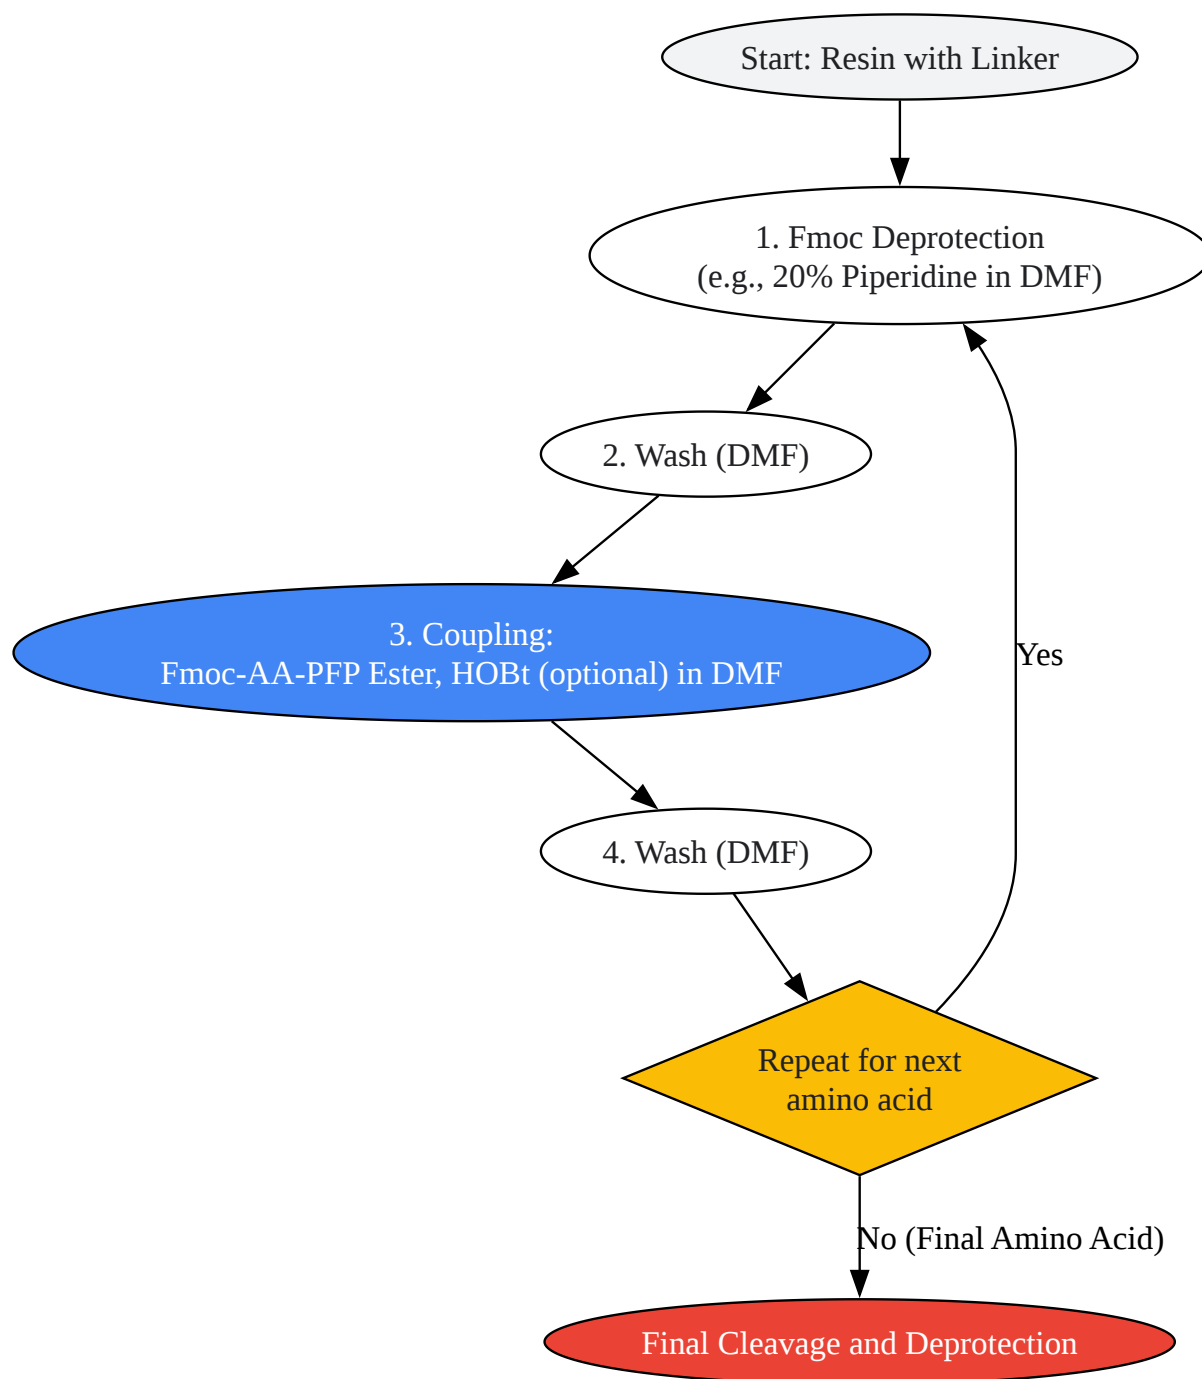 Start: Resin with Linker
1. Fmoc Deprotection
(e.g., 20% Piperidine in DMF)
2. Wash (DMF)
3. Coupling:
Fmoc-AA-PFP Ester, HOBt (optional) in DMF
Yes
4. Wash (DMF)
Repeat for next
amino acid
No (Final Amino Acid)
Final Cleavage and Deprotection